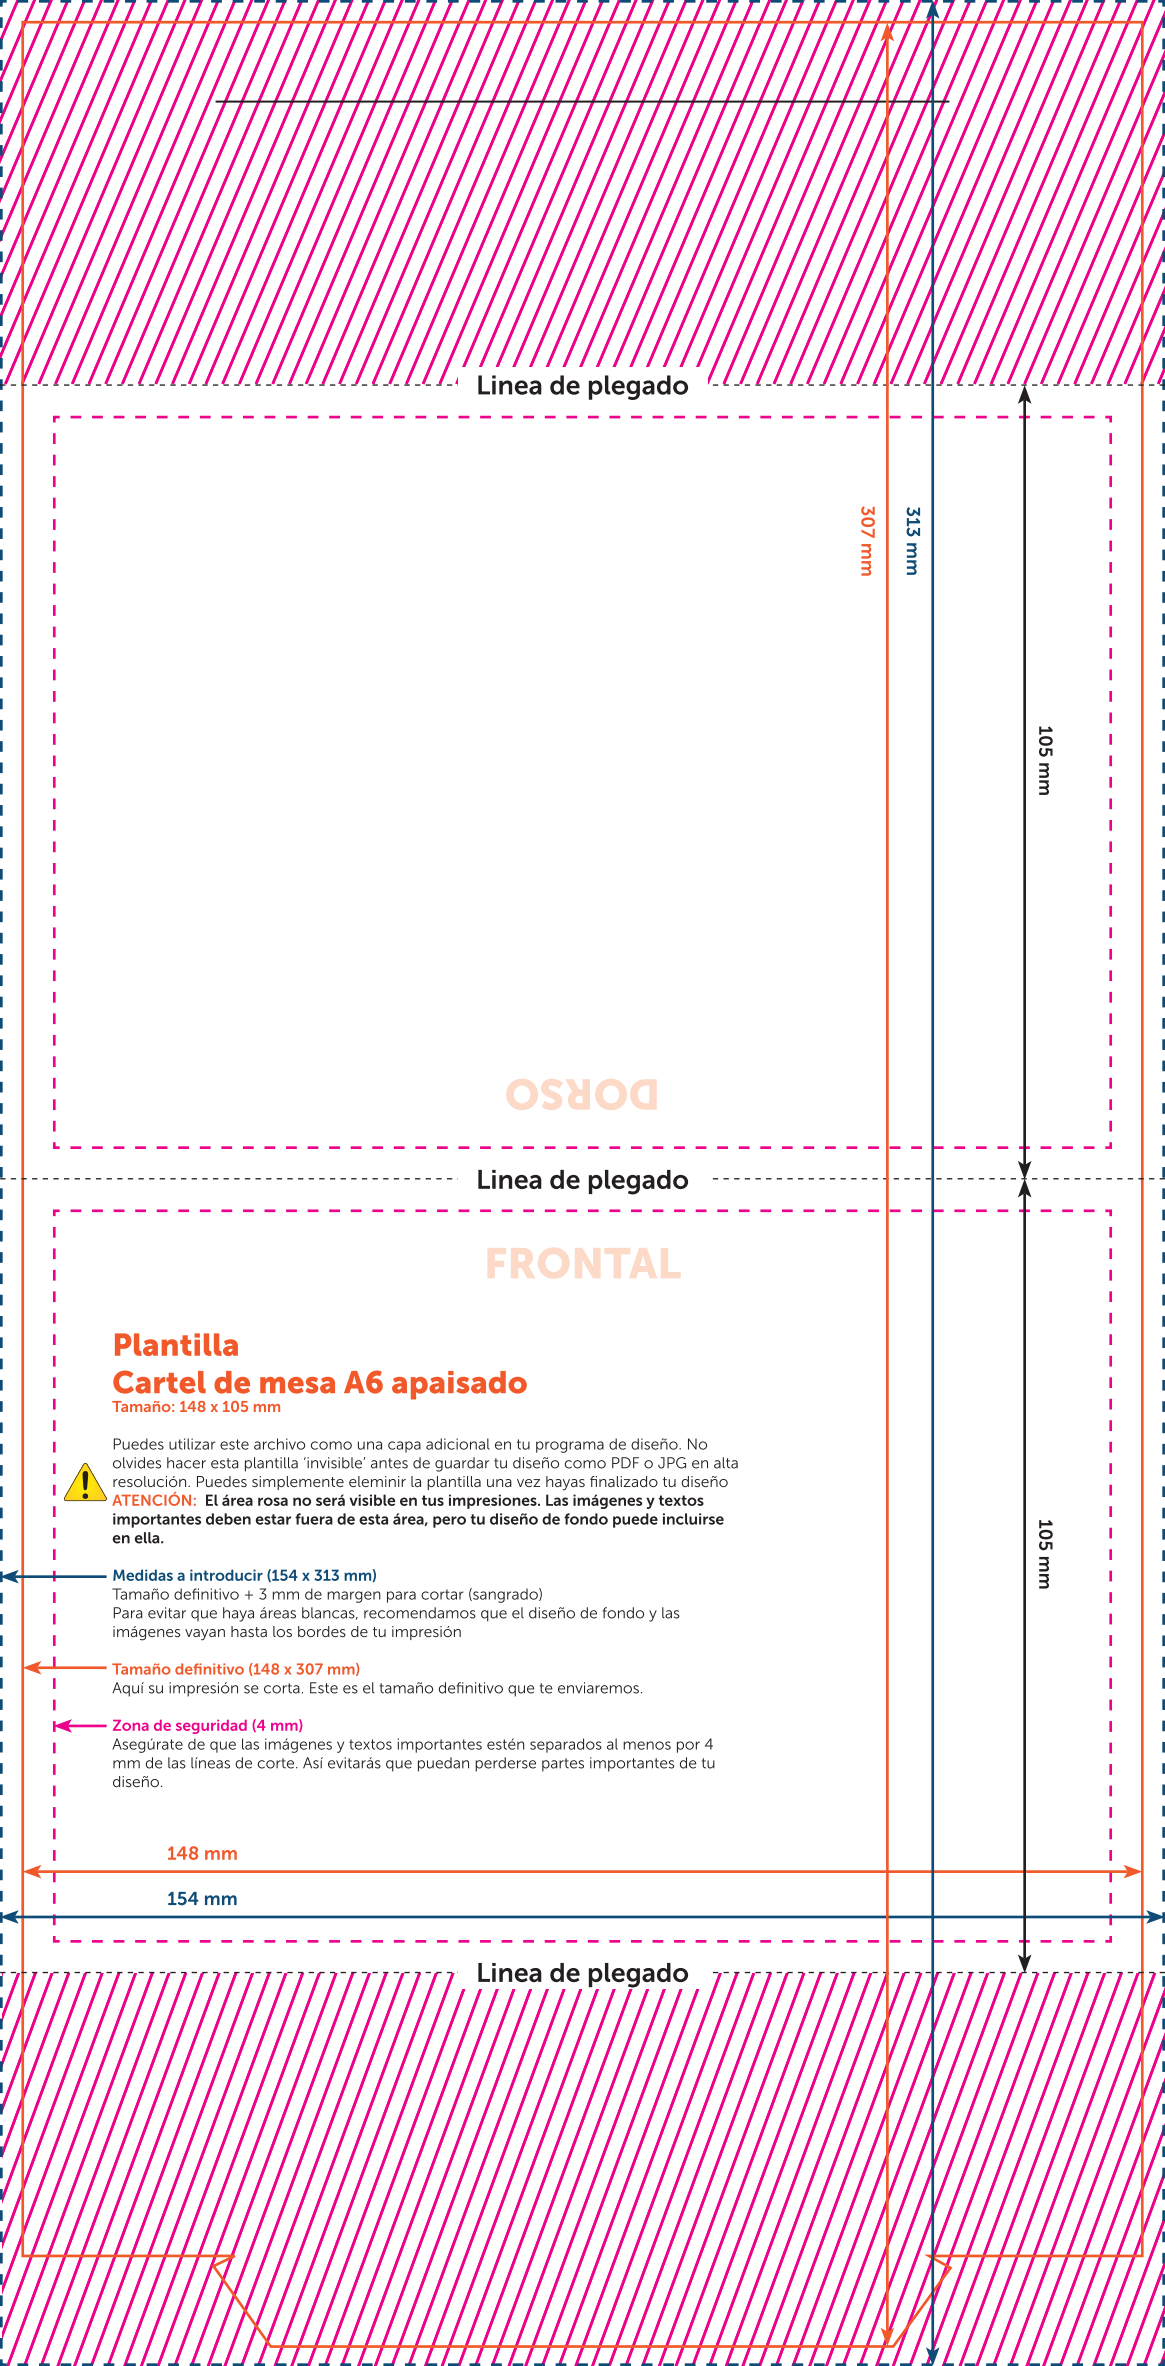 Linea de plegado
307 mm
313 mm
105 mm
DORSO
Linea de plegado
FRONTAL
Plantilla
Cartel de mesa A6 apaisado
Tamaño: 148 x 105 mm
Puedes utilizar este archivo como una capa adicional en tu programa de diseño. No
olvides hacer esta plantilla ‘invisible’ antes de guardar tu diseño como PDF o JPG en alta
resolución. Puedes simplemente eleminir la plantilla una vez hayas finalizado tu diseño
ATENCIÓN: El área rosa no será visible en tus impresiones. Las imágenes y textos
importantes deben estar fuera de esta área, pero tu diseño de fondo puede incluirse
en ella.
105 mm
Medidas a introducir (154 x 313 mm)
Tamaño definitivo + 3 mm de margen para cortar (sangrado)
Para evitar que haya áreas blancas, recomendamos que el diseño de fondo y las
imágenes vayan hasta los bordes de tu impresión
Tamaño definitivo (148 x 307 mm)
Aquí su impresión se corta. Este es el tamaño definitivo que te enviaremos.
Zona de seguridad (4 mm)
Asegúrate de que las imágenes y textos importantes estén separados al menos por 4
mm de las líneas de corte. Así evitarás que puedan perderse partes importantes de tu
diseño.
148 mm
154 mm
Linea de plegado